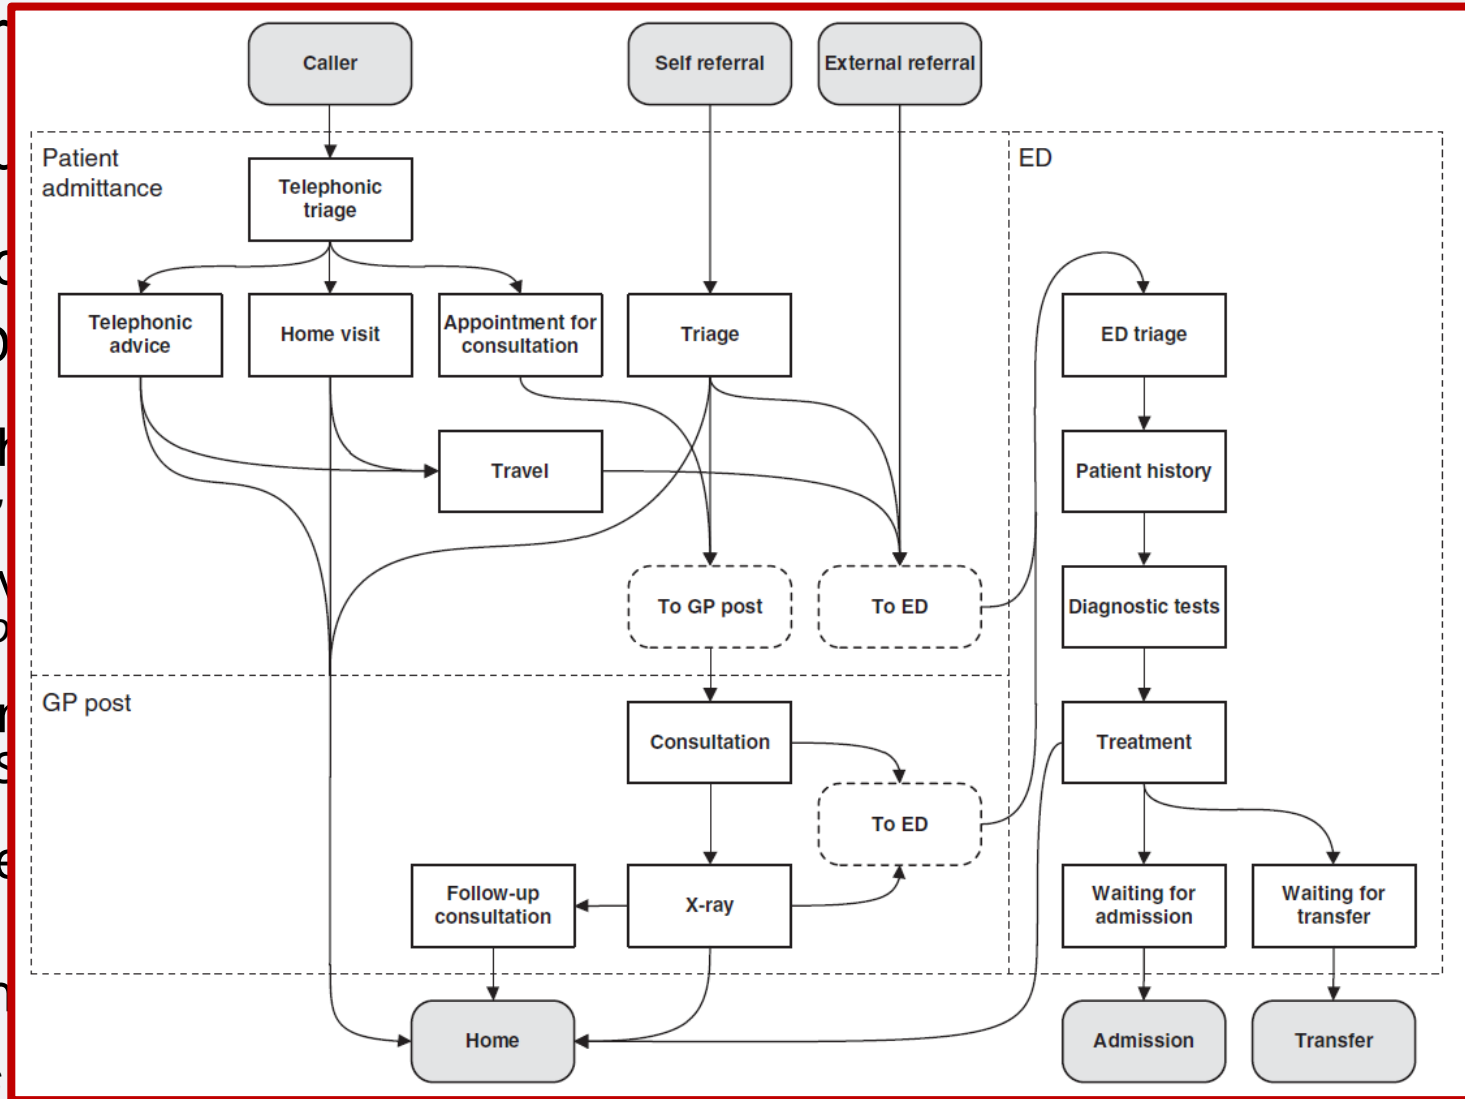 Caller
Self referral
External referral
Patient
admittance
ED
Telephonic
triage
Telephonic
advice
Home visit
Appointment for
consultation
Triage
ED triage
Travel
Patient history
To GP post
To ED
Diagnostic tests
GP post
Consultation
Treatment
To ED
Follow-up
consultation
X-ray
Waiting for
admission
Waiting for
transfer
Home
Admission
Transfer